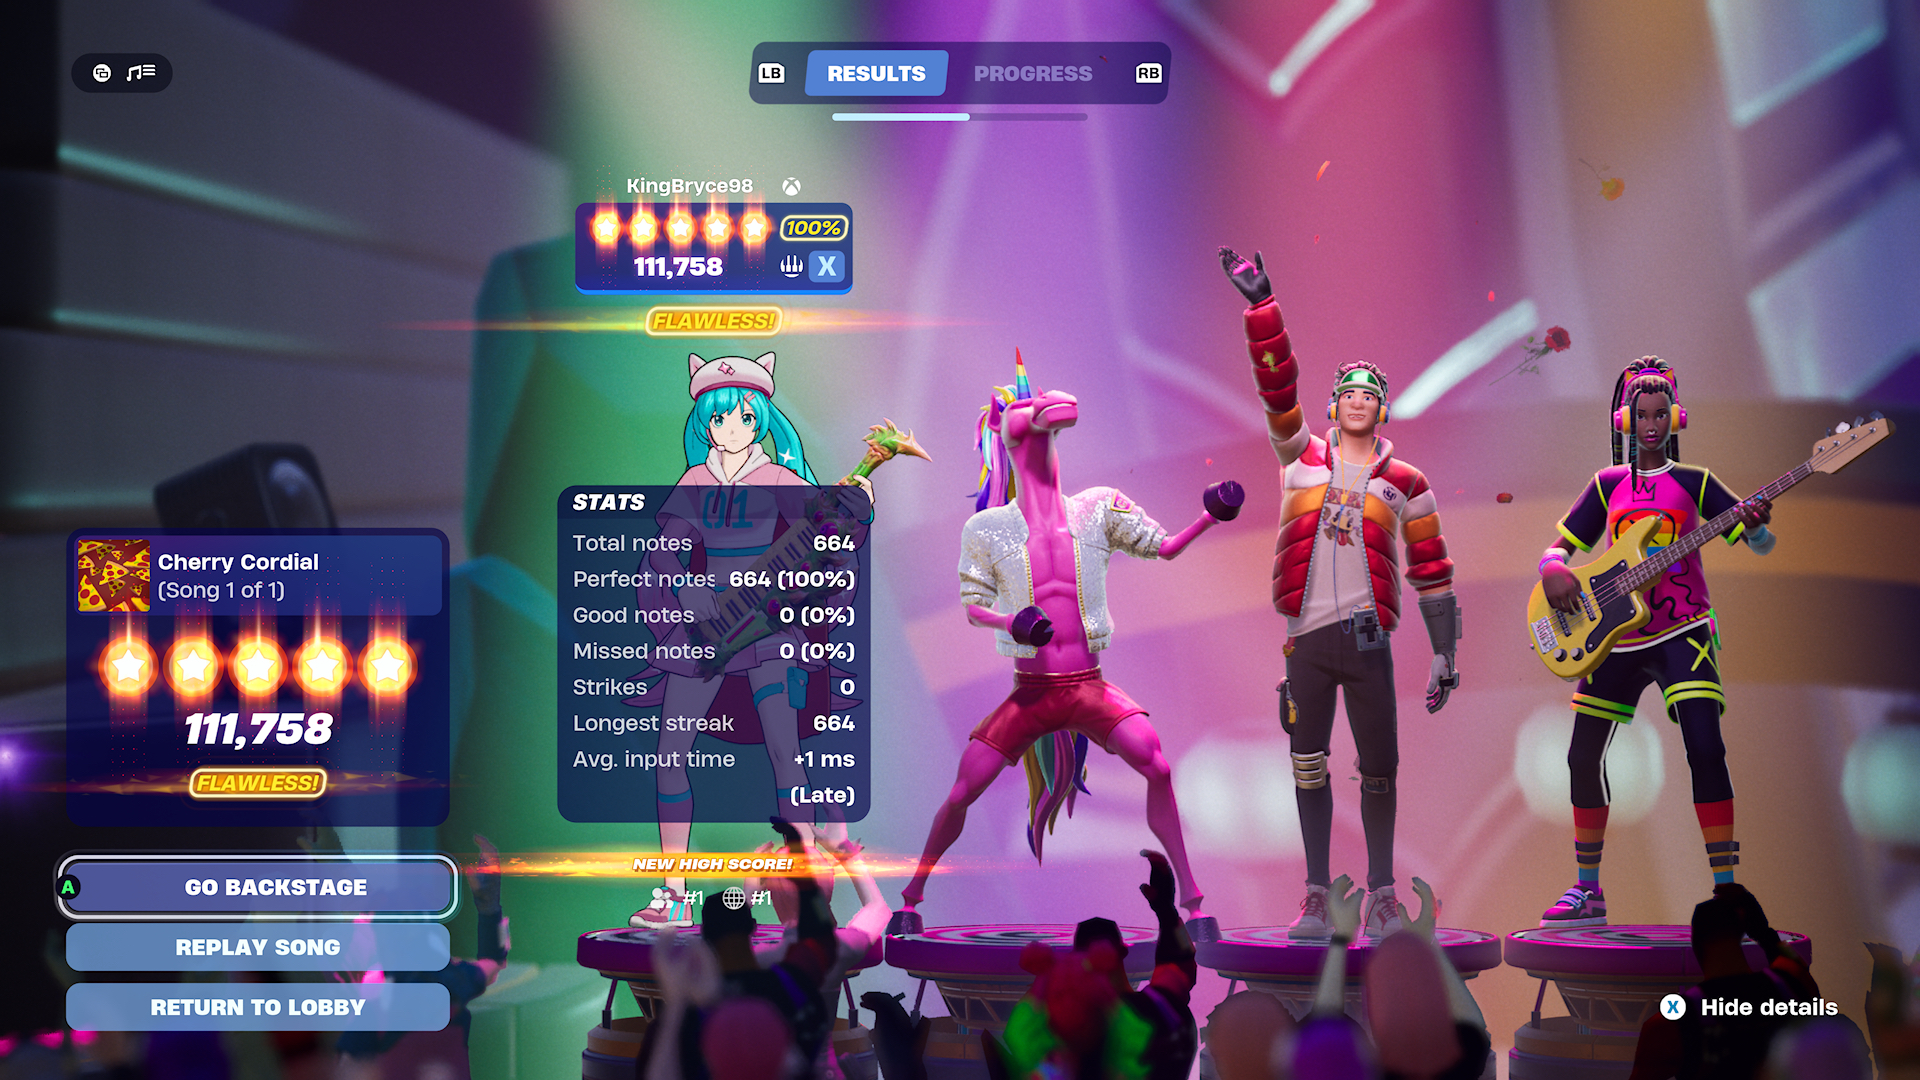 LB RESULTS PROGRESS RB
KingBryce98
100%
111,758
X
FLAWLESS!
01
STATS
Total notes 664
Perfect notes 664 (100%)
Good notes 0 (0%)
Missed notes 0 (0%)
Strikes 0
Longest streak 664
Avg. input time +1 ms
(Late)
NEW HIGH SCORE!
#1 #1
Cherry Cordial
(Song 1 of 1)
111,758
FLAWLESS!
A GO BACKSTAGE
REPLAY SONG
RETURN TO LOBBY
X Hide details